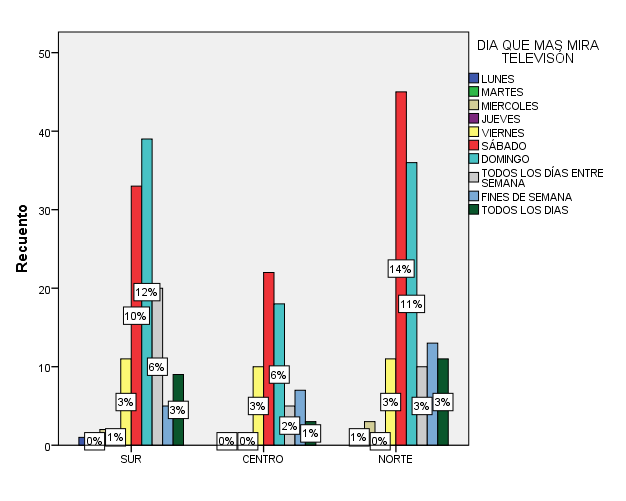 DIA QUE MAS MIRA
TELEVISÓN
LUNES
MARTES
MIERCOLES
JUEVES
VIERNES
SÁBADO
DOMINGO
TODOS LOS DÍAS ENTRE
SEMANA
FINES DE SEMANA
TODOS LOS DIAS
Recuento
50
40
30
20
10
0
0%
1%
3%
10%
12%
6%
3%
0%
0%
3%
6%
2%
1%
1%
0%
3%
14%
11%
3%
3%
SUR
CENTRO
NORTE